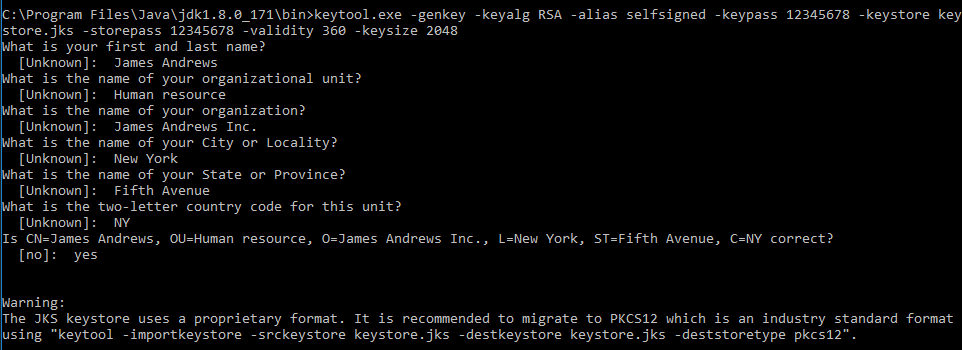 C:\Program Files\Java\jdk1.8.0_171\bin>keytool.exe -genkey -keyalg RSA -alias selfsigned -keypass 12345678 -keystore key
store.jks -storepass 12345678 -validity 360 -keysize 2048
What is your first and last name?
  [Unknown]:  James Andrews
What is the name of your organizational unit?
  [Unknown]:  Human resource
What is the name of your organization?
  [Unknown]:  James Andrews Inc.
What is the name of your City or Locality?
  [Unknown]:  New York
What is the name of your State or Province?
  [Unknown]:  Fifth Avenue
What is the two-letter country code for this unit?
  [Unknown]:  NY
Is CN=James Andrews, OU=Human resource, O=James Andrews Inc., L=New York, ST=Fifth Avenue, C=NY correct?
  [no]:  yes
Warning:
The JKS keystore uses a proprietary format. It is recommended to migrate to PKCS12 which is an industry standard format
using "keytool -importkeystore -srckeystore keystore.jks -destkeystore keystore.jks -deststoretype pkcs12".